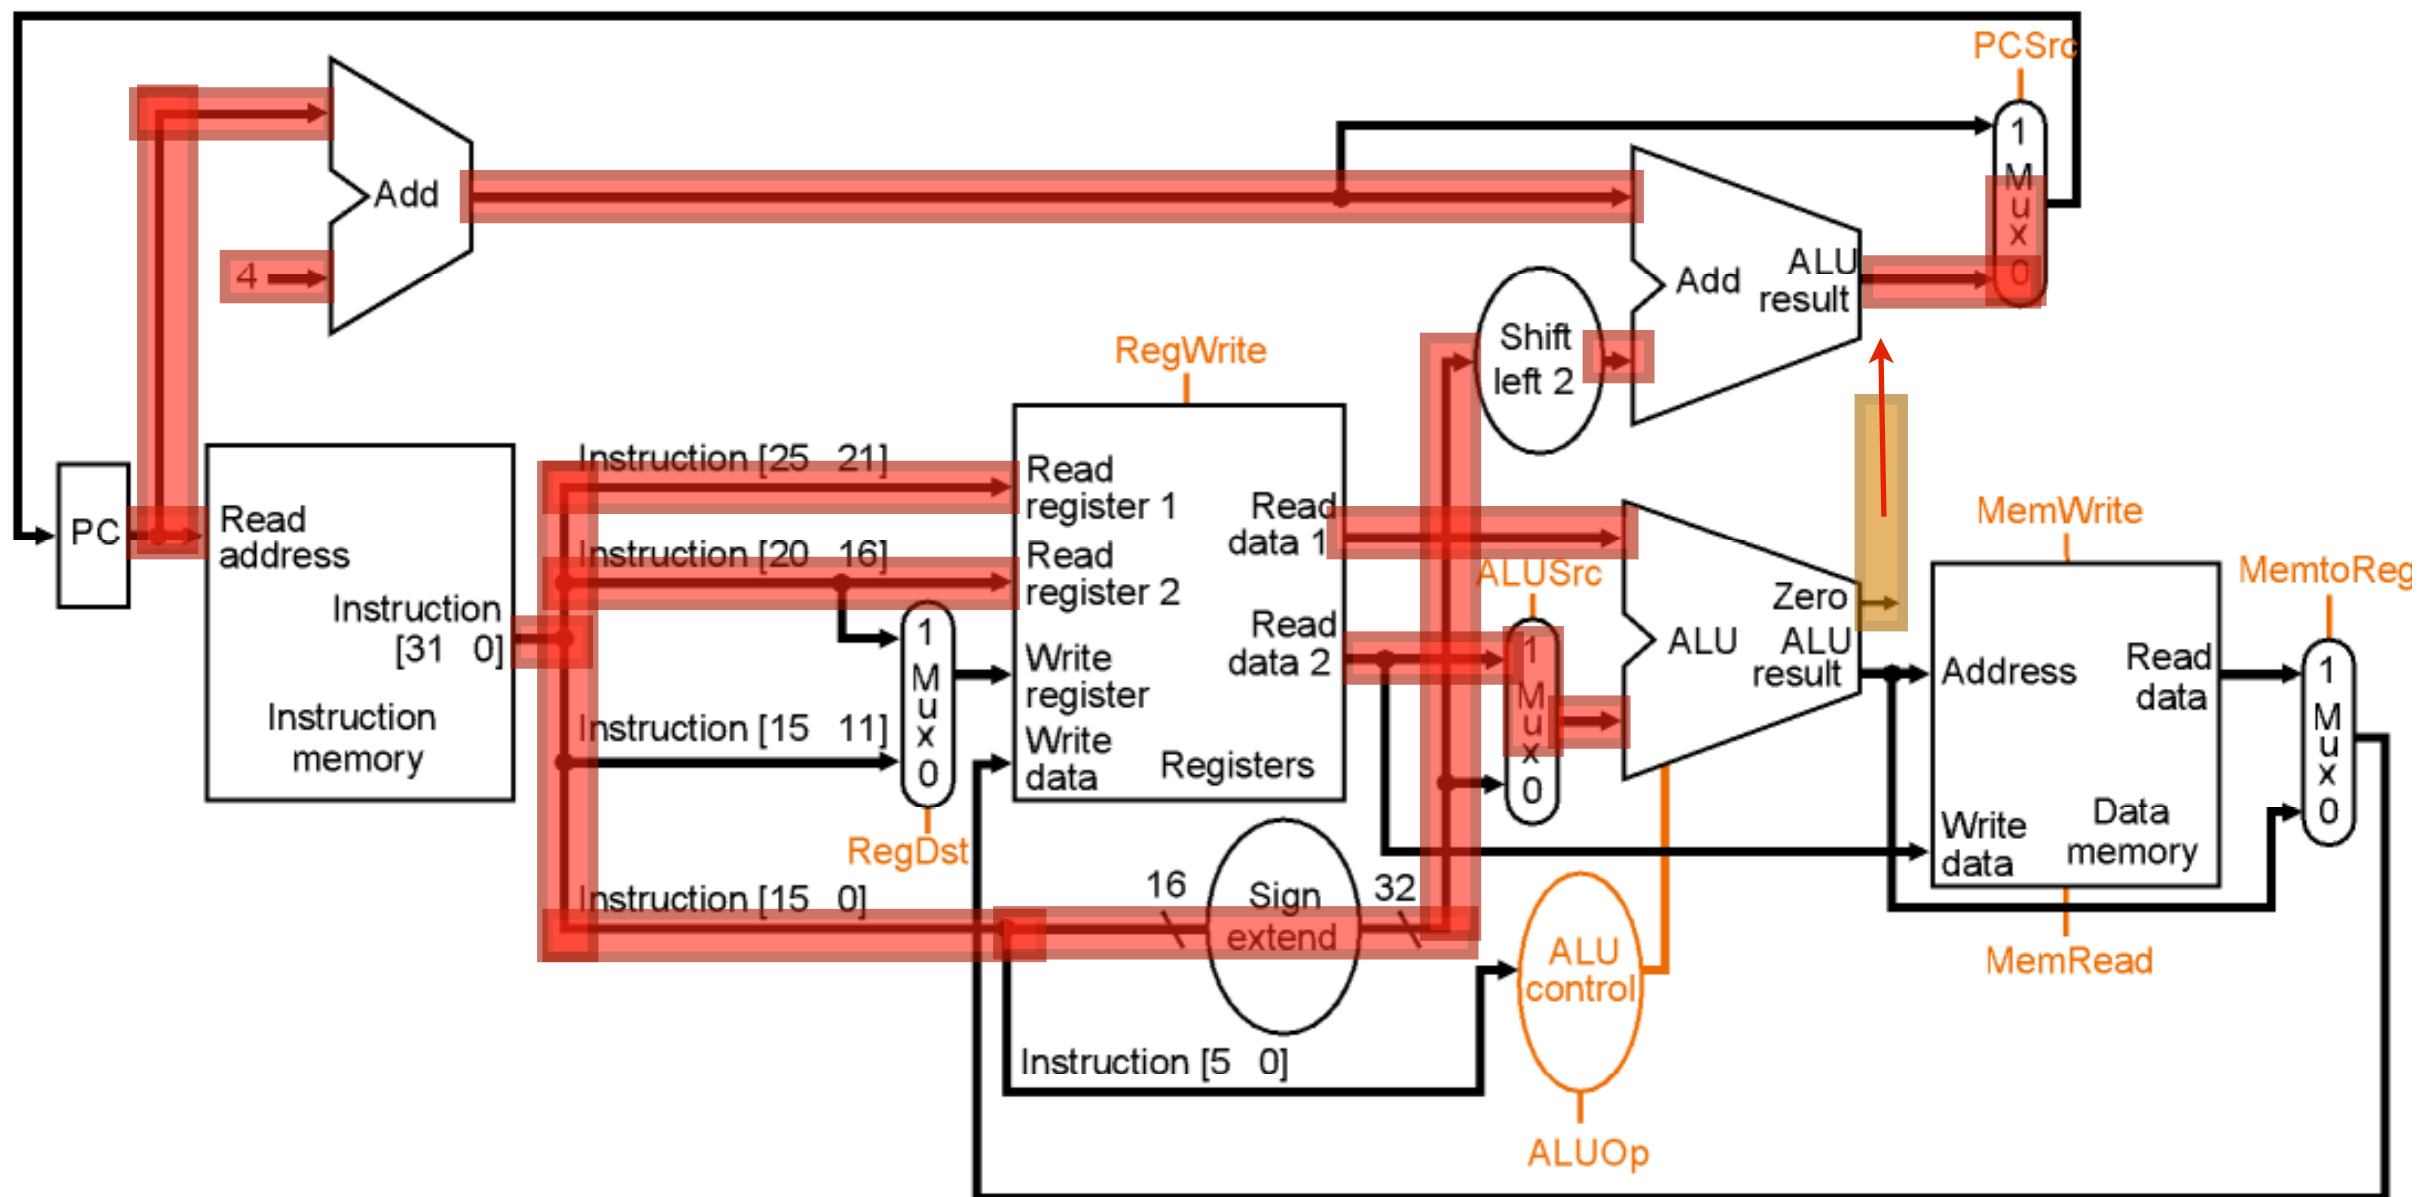 PCSrc
1
M
u
x
0
Add
4
Add
ALU
result
Shift
left 2
RegWrite
PC
Read
address
Instruction
[31 0]
Instruction
memory
Instruction [25 21]
Instruction [20 16]
Instruction [15 11]
Instruction [15 0]
1
M
u
x
0
RegDst
Read
register 1
Read
register 2
Write
register
Write
data
Registers
Read
data 1
Read
data 2
16
Sign
extend
32
Instruction [5 0]
ALUSrc
1
M
u
x
0
ALU
Zero
ALU
result
ALU
control
ALUOp
MemWrite
Address
Read
data
Write
data
Data
memory
MemRead
MemtoReg
1
M
u
x
0